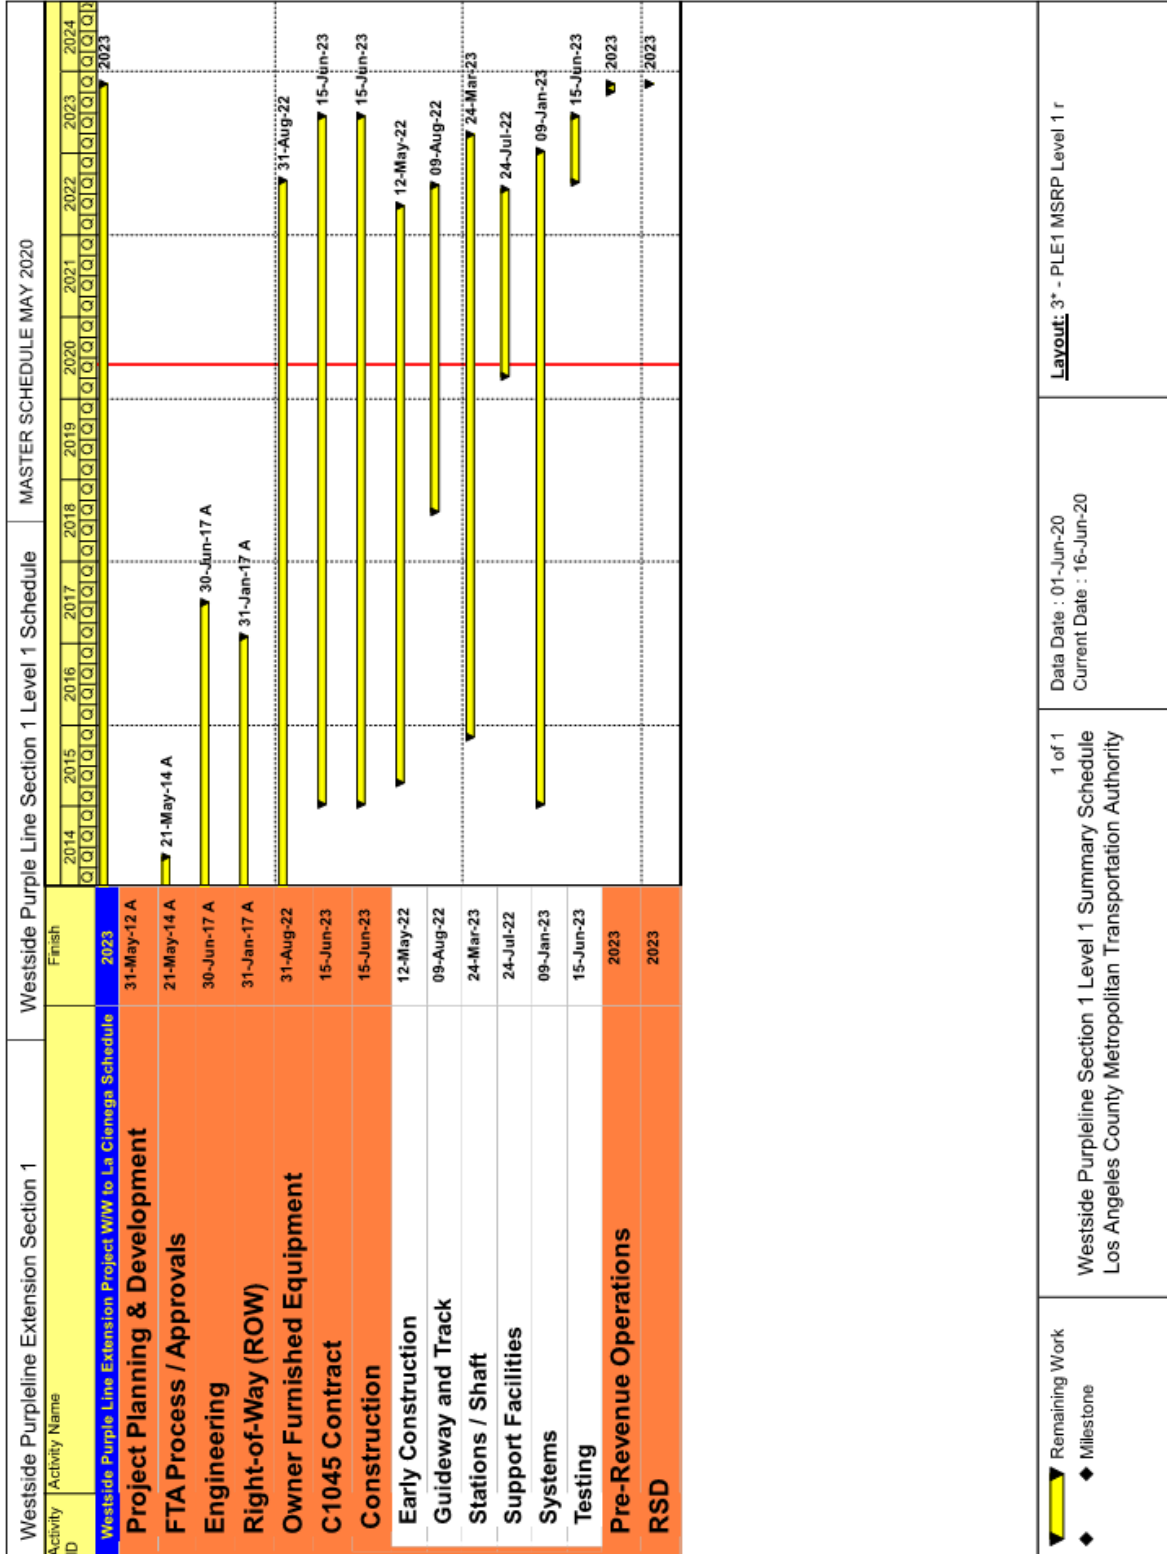 Westside Purpleline Extension Section 1
Westside Purple Line Section 1 Level 1 Schedule
MASTER SCHEDULE MAY 2020
Activity ID
Activity Name
Finish
2014 2015 2016 2017 2018 2019 2020 2021 2022 2023 2024
Q Q Q Q Q Q Q Q Q Q Q Q Q Q Q Q Q Q Q Q Q Q Q Q Q Q Q Q Q Q Q Q Q Q Q Q Q Q Q Q Q Q Q
Westside Purple Line Extension Project W/W to La Cienega Schedule 2023 2023
Project Planning & Development 31-May-12 A
FTA Process / Approvals 21-May-14 A 21-May-14 A
Engineering 30-Jun-17 A 30-Jun-17 A
Right-of-Way (ROW) 31-Jan-17 A 31-Jan-17 A
Owner Furnished Equipment 31-Aug-22 31-Aug-22
C1045 Contract 15-Jun-23 15-Jun-23
Construction 15-Jun-23 15-Jun-23
Early Construction 12-May-22 12-May-22
Guideway and Track 09-Aug-22 09-Aug-22
Stations / Shaft 24-Mar-23 24-Mar-23
Support Facilities 24-Jul-22 24-Jul-22
Systems 09-Jan-23 09-Jan-23
Testing 15-Jun-23 15-Jun-23
Pre-Revenue Operations 2023 2023
RSD 2023 2023
Remaining Work
Milestone
1 of 1
Westside Purpleline Section 1 Level 1 Summary Schedule
Los Angeles County Metropolitan Transportation Authority
Data Date : 01-Jun-20
Current Date : 16-Jun-20
Layout: 3* - PLE1 MSRP Level 1 r